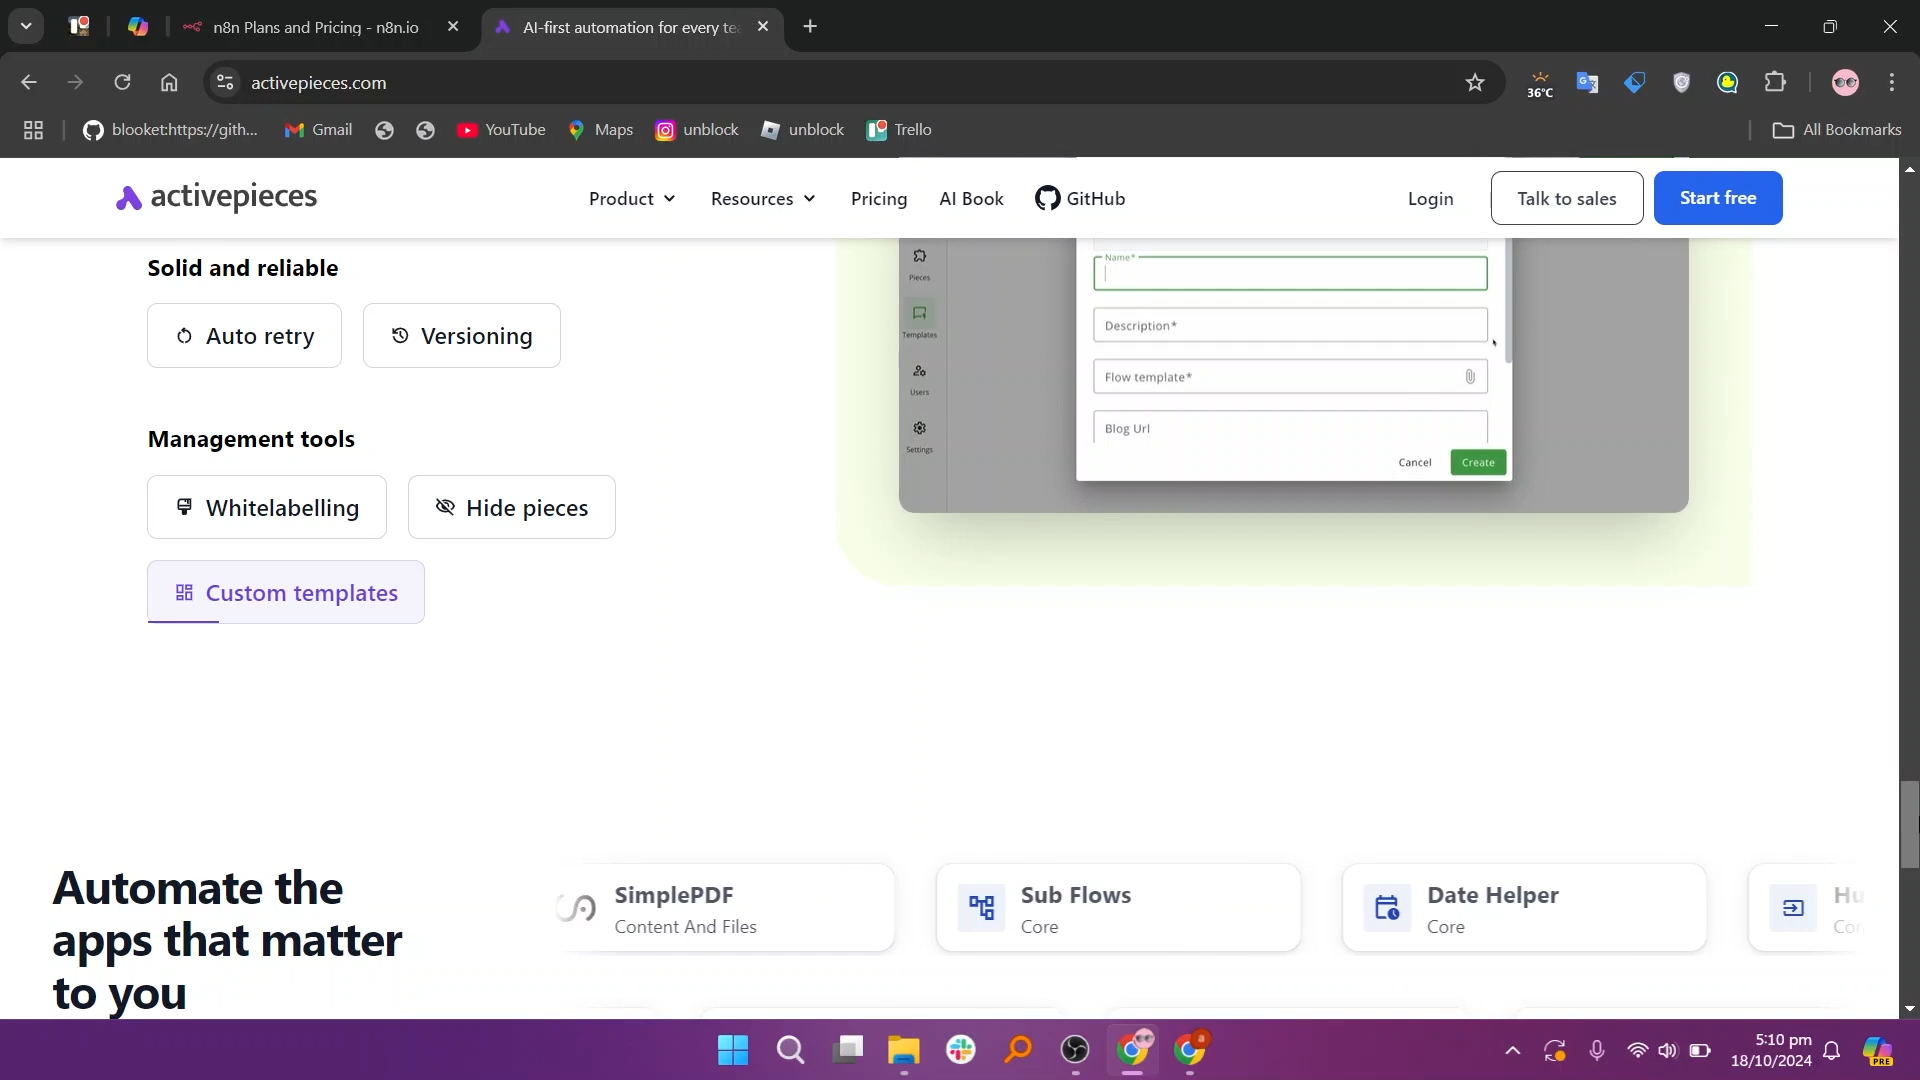 n8n Plans and Pricing - n8n.io
AI-first automation for every te
activepieces.com
36°C
blooket:https://gith...
Gmail
YouTube
Maps
unblock
unblock
Trello
All Bookmarks
activepieces
Product
Resources
Pricing
AI Book
GitHub
Login
Talk to sales
Start free
Solid and reliable
Auto retry
Versioning
Management tools
Whitelabelling
Hide pieces
Custom templates
Pieces
Templates
Users
Settings
Name*
Description*
Flow template*
Blog Url
Cancel
Create
Automate the
apps that matter
to you
SimplePDF
Content And Files
Sub Flows
Core
Date Helper
Core
Hu
Cor
5:10 pm
18/10/2024
PRE